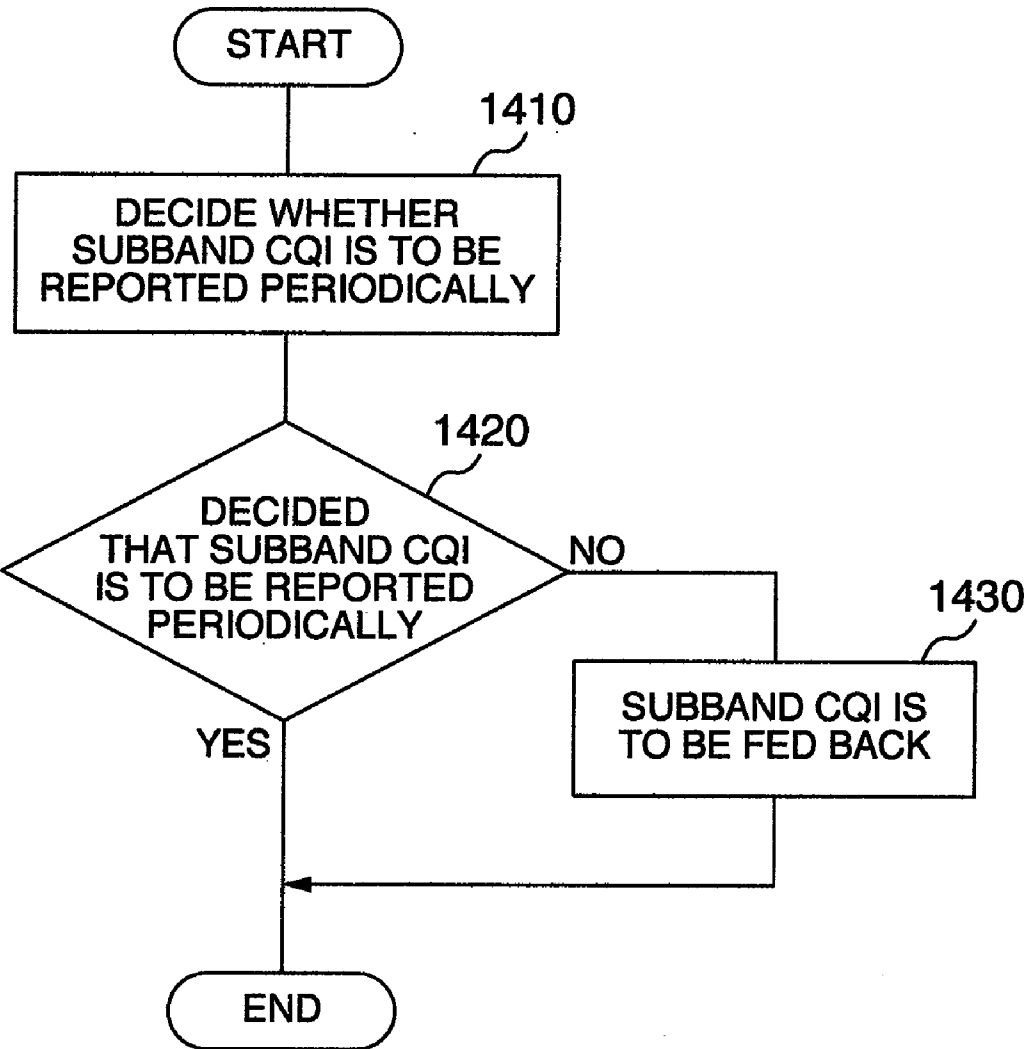 START
1410
DECIDE WHETHER
SUBBAND CQI IS TO BE
REPORTED PERIODICALLY
1420
DECIDED
THAT SUBBAND CQI
IS TO BE REPORTED
PERIODICALLY
NO
YES
1430
SUBBAND CQI IS
TO BE FED BACK
END